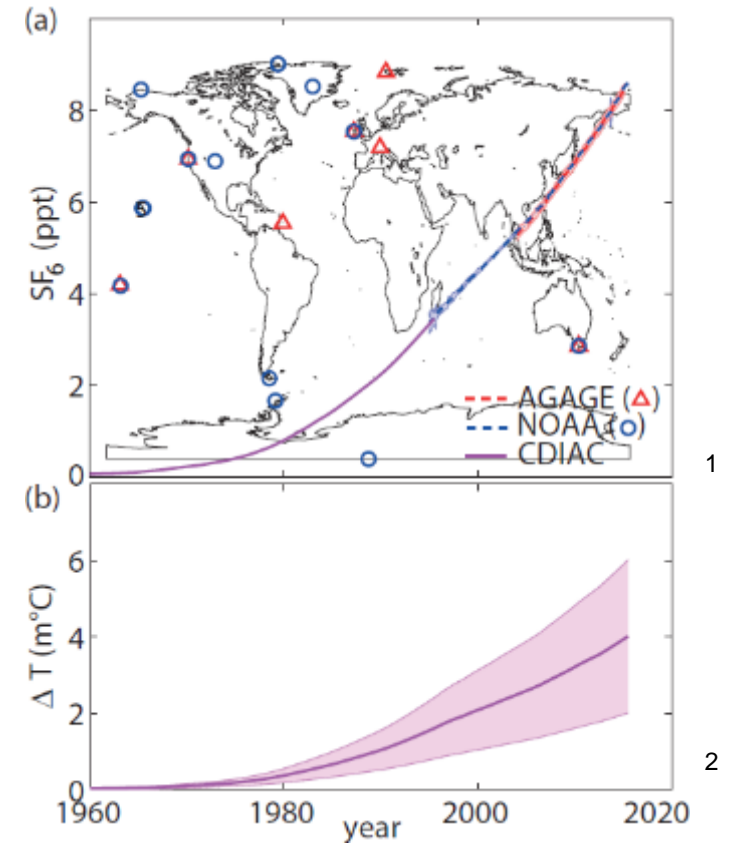 (a)
SF6 (ppt)
8
6
4
2
0
AGAGE (△)
NOAA (○)
CDIAC
1
(b)
Δ T (m°C)
6
4
2
0
1960
1980
2000
2020
year
2